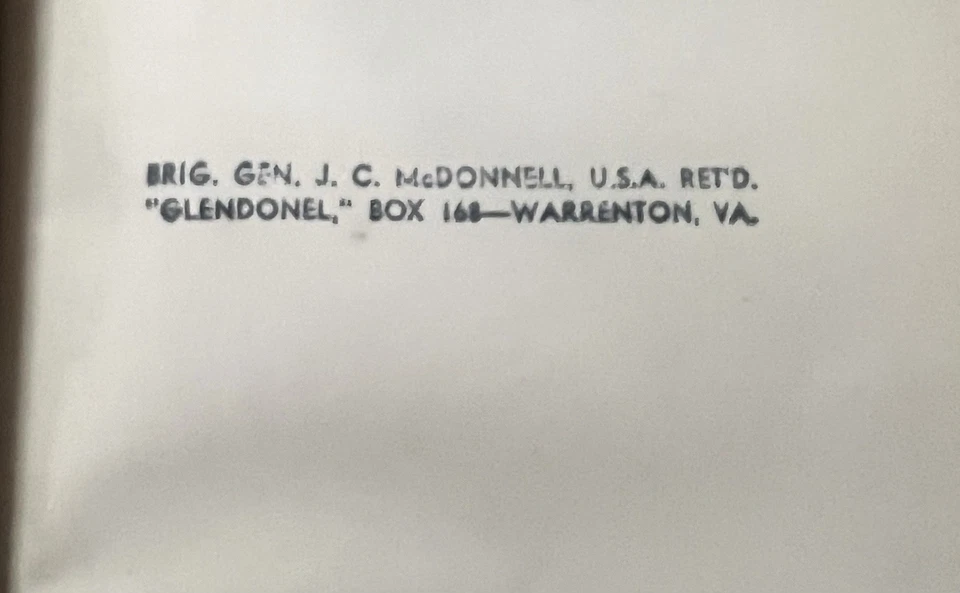 BRIG. GEN. J. C. McDONNELL, U.S.A. RET'D.
"GLENDONEL," BOX 168—WARRENTON, VA.